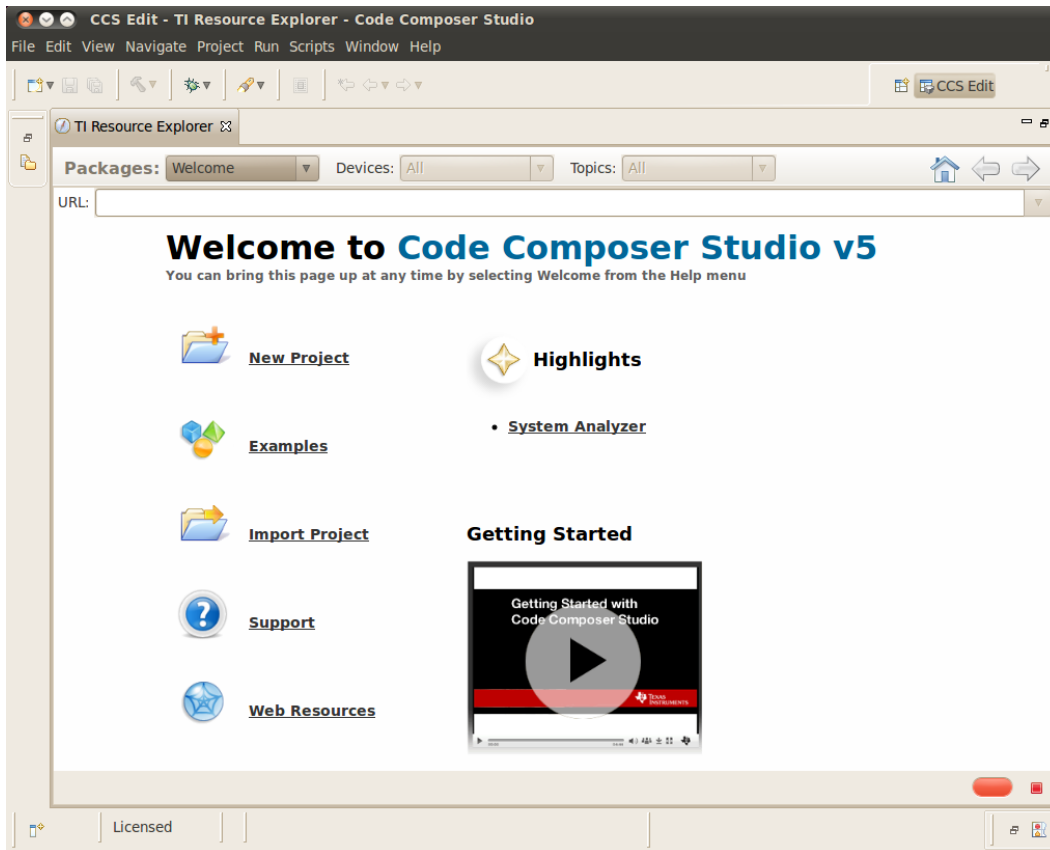 CCS Edit - TI Resource Explorer - Code Composer Studio
File Edit View Navigate Project Run Scripts Window Help
CCS Edit
TI Resource Explorer
Packages: Welcome Devices: All Topics: All
URL:
Welcome to Code Composer Studio v5
You can bring this page up at any time by selecting Welcome from the Help menu
New Project
Highlights
Examples
• System Analyzer
Import Project
Getting Started
Getting Started with
Code Composer Studio
Support
Texas
Instruments
Web Resources
Licensed